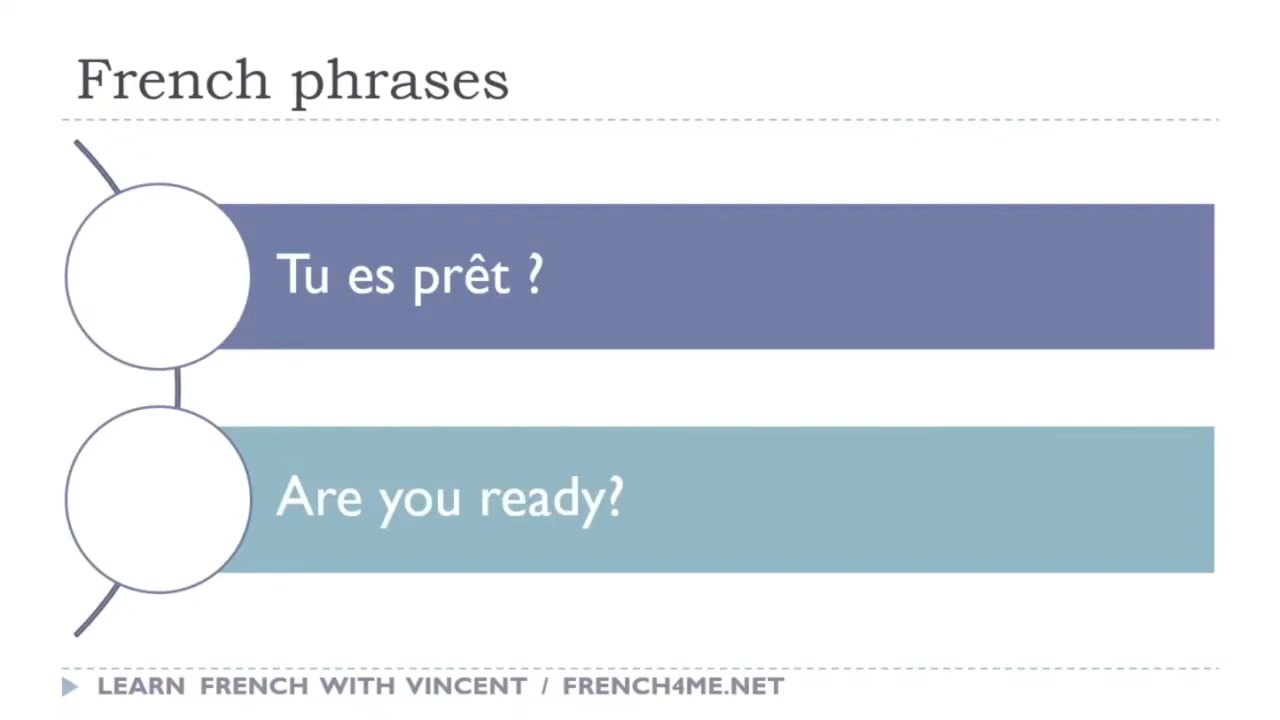 French phrases
Tu es prêt ?
Are you ready?
LEARN FRENCH WITH VINCENT / FRENCH4ME.NET